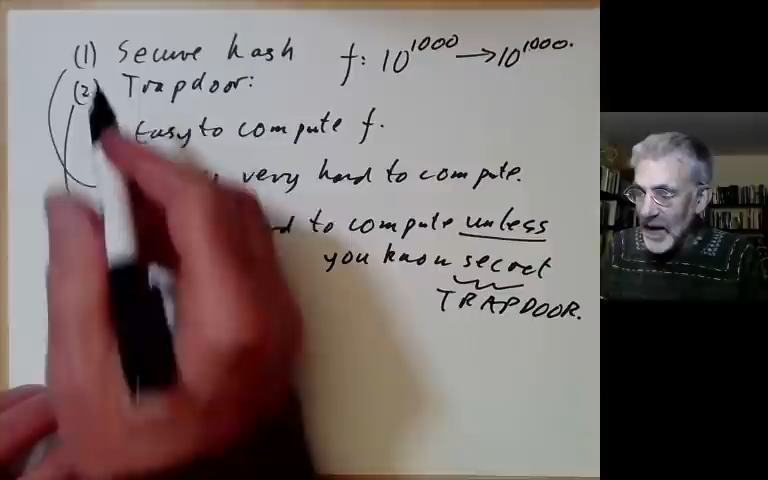 (1) Secure hash f: 10^1000 → 10^1000.
(2) Trapdoor:
Easy to compute f.
very hard to compute.
to compute unless
you know secret
TRAPDOOR.